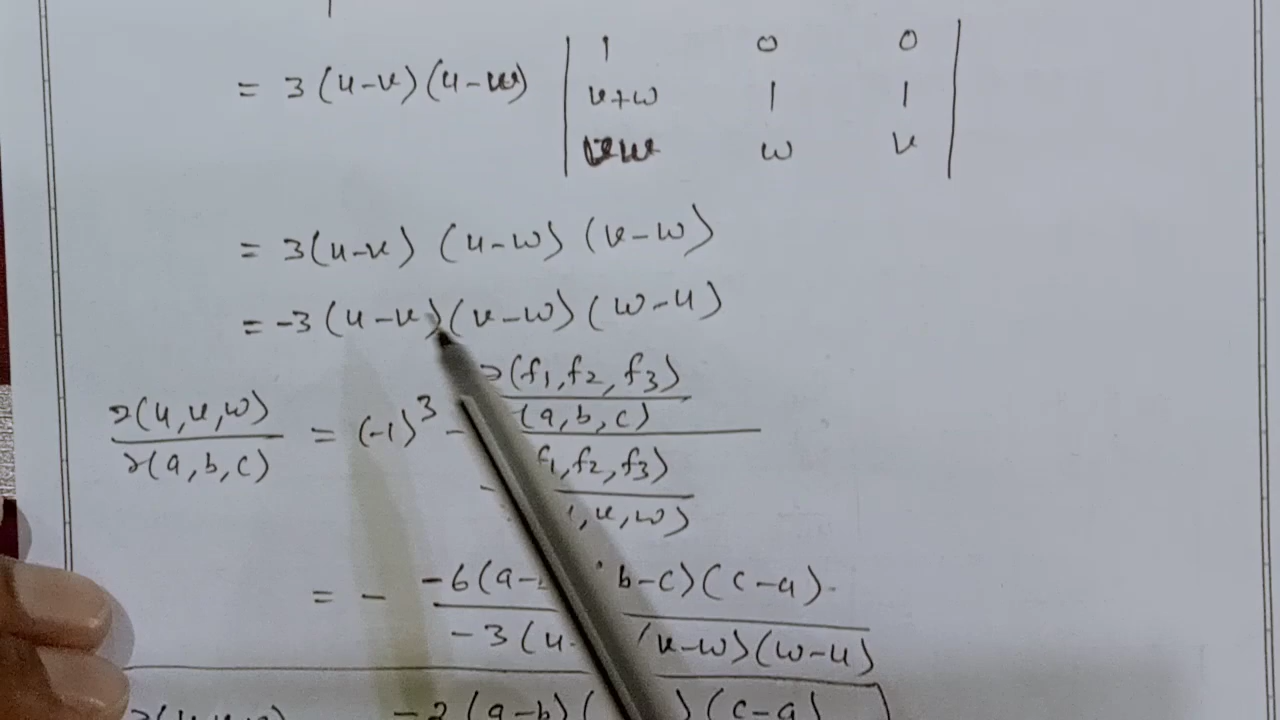 = 3(u-v)(u-w) | 1 0 0 |
| v+w 1 1 |
| vw w v |
= 3(u-v) (u-w) (v-w)
= -3(u-v)(v-w)(w-u)
∂(f1,f2,f3)
∂(u,v,w) / ∂(a,b,c) = (-1)^3 (a,b,c)
f1,f2,f3)
,v,w)
= - -6(a- b-c)(c-a)
-3(u- (v-w)(w-u)
-2(a-b)( )(c-a)